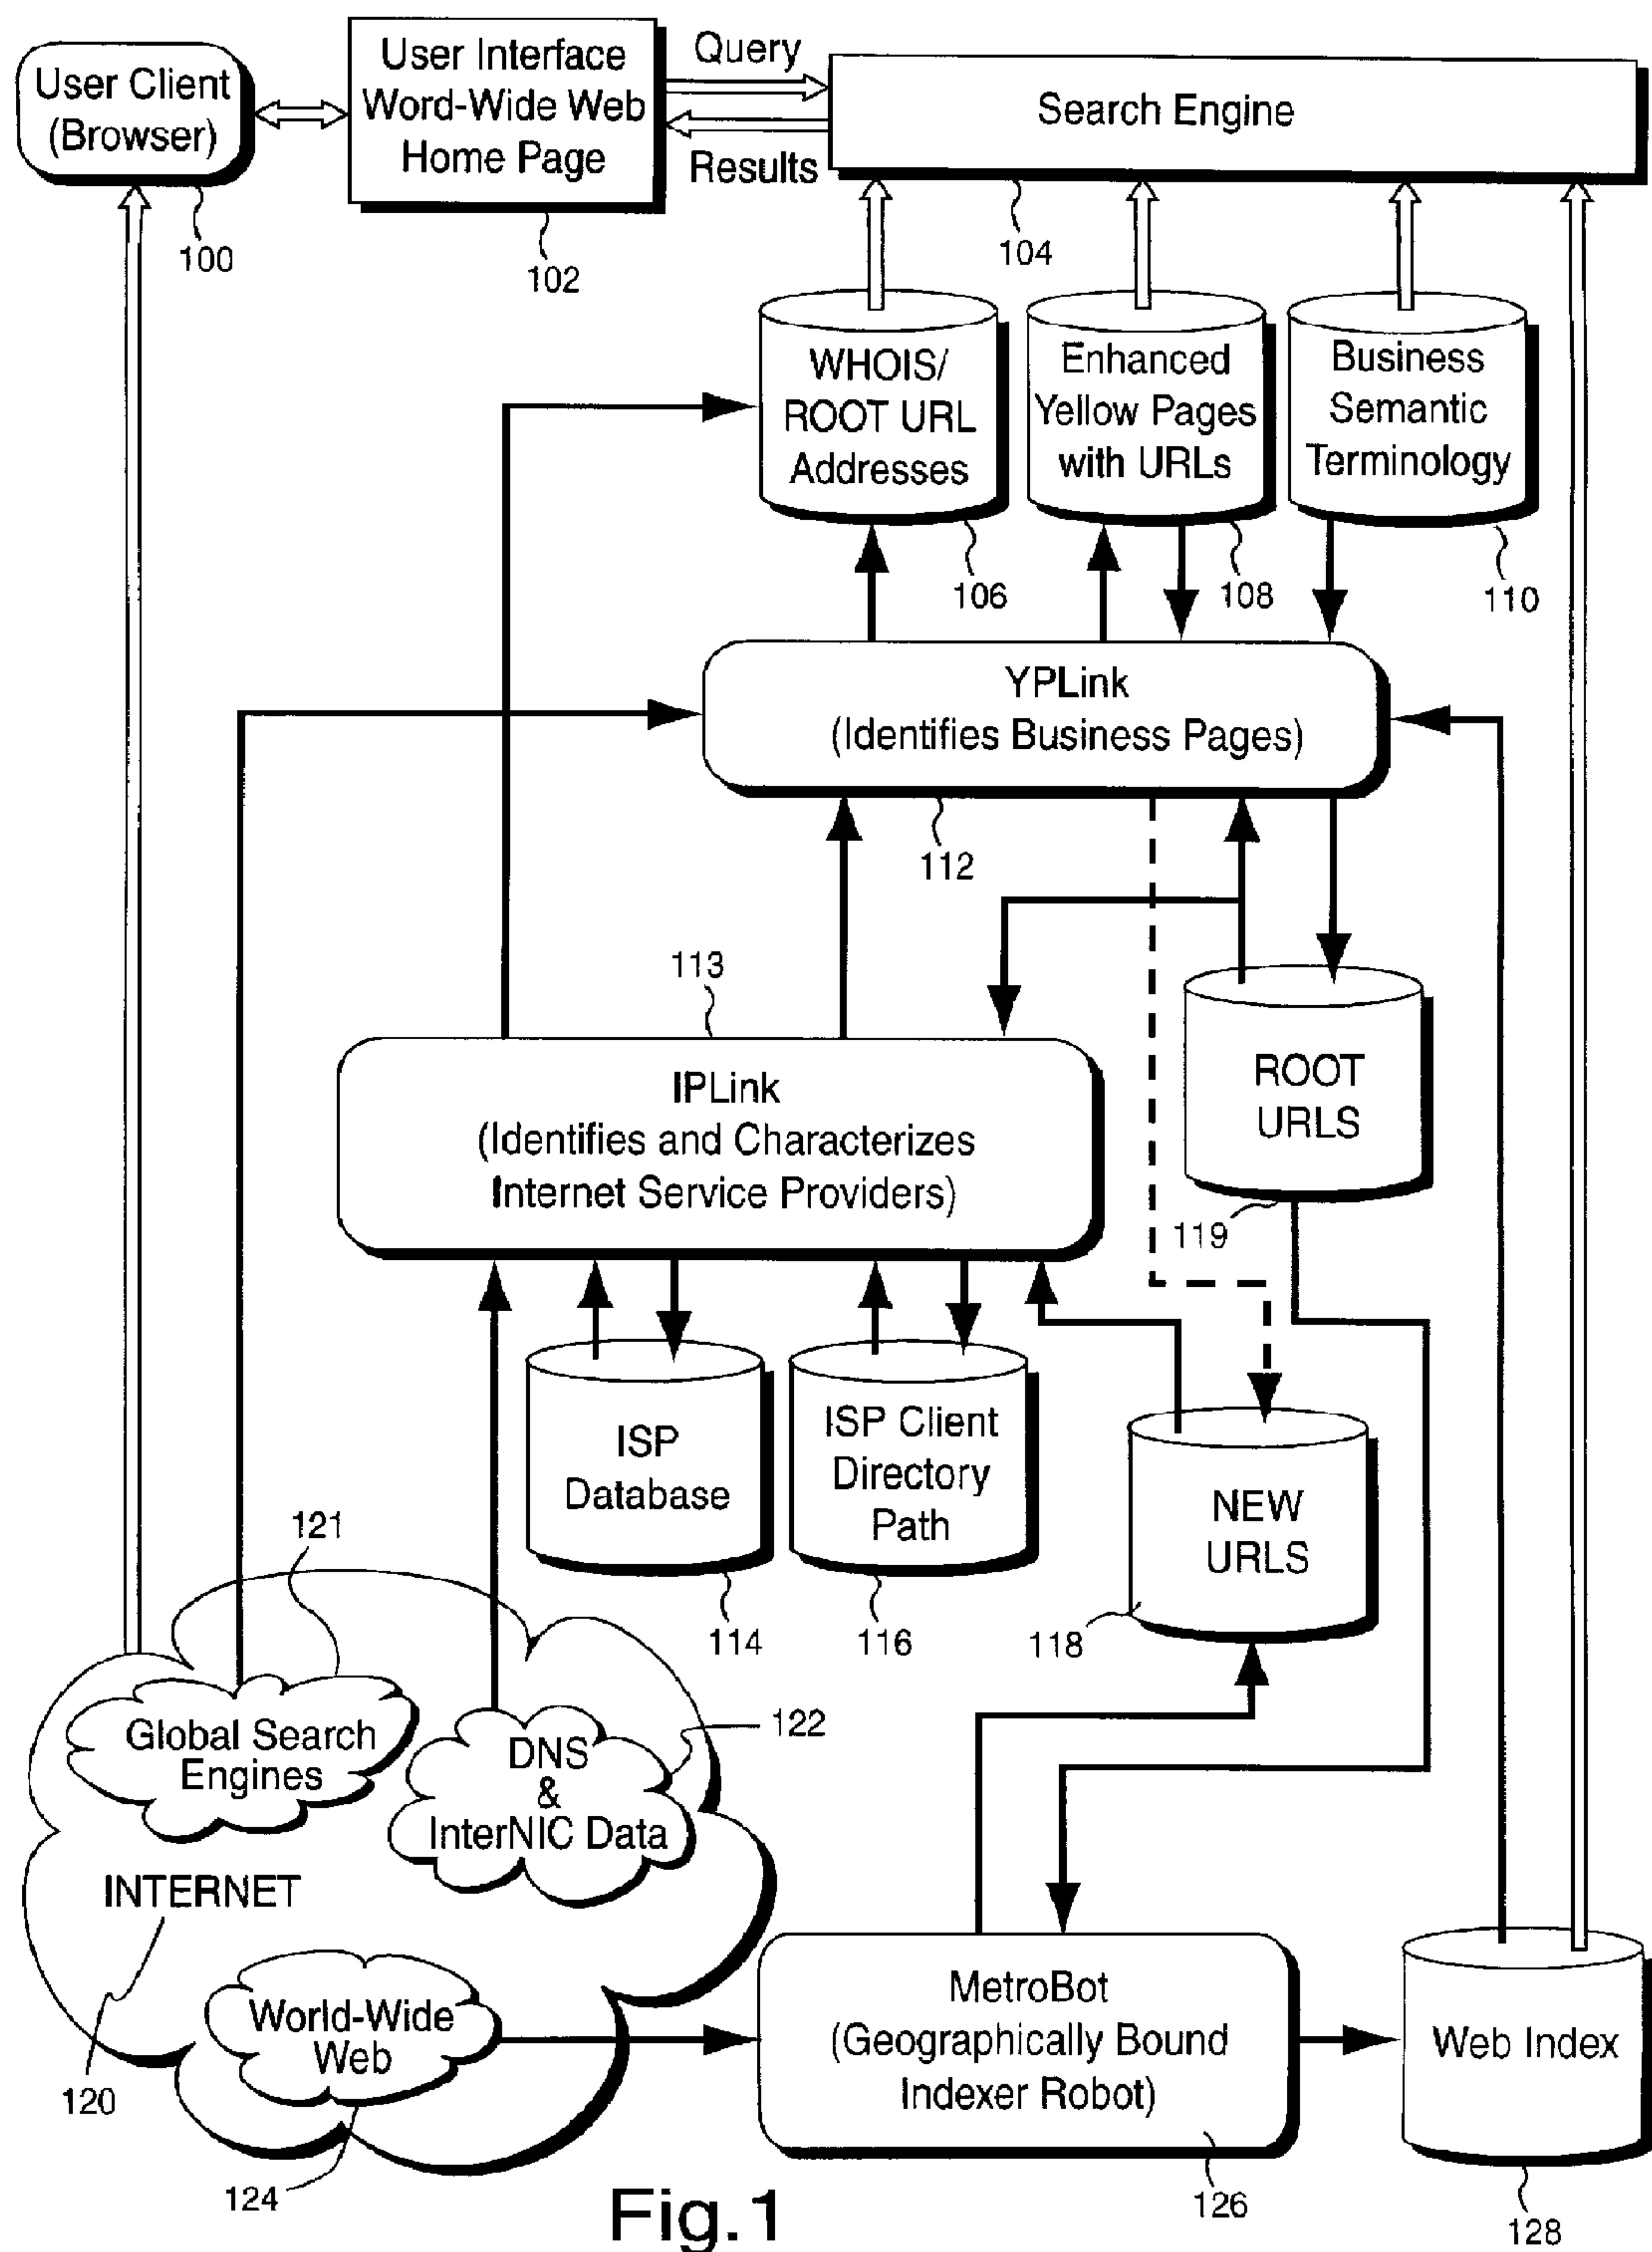 User Client
(Browser)
100
User Interface
Word-Wide Web
Home Page
102
Query
Results
Search Engine
104
WHOIS/
ROOT URL
Addresses
106
Enhanced
Yellow Pages
with URLs
108
Business
Semantic
Terminology
110
YPLink
(Identifies Business Pages)
112
113
IPLink
(Identifies and Characterizes
Internet Service Providers)
ROOT
URLS
119
ISP
Database
114
ISP Client
Directory
Path
116
NEW
URLS
118
121
Global Search
Engines
122
DNS
&
InterNIC Data
INTERNET
120
World-Wide
Web
124
MetroBot
(Geographically Bound
Indexer Robot)
126
Web Index
128
Fig.1